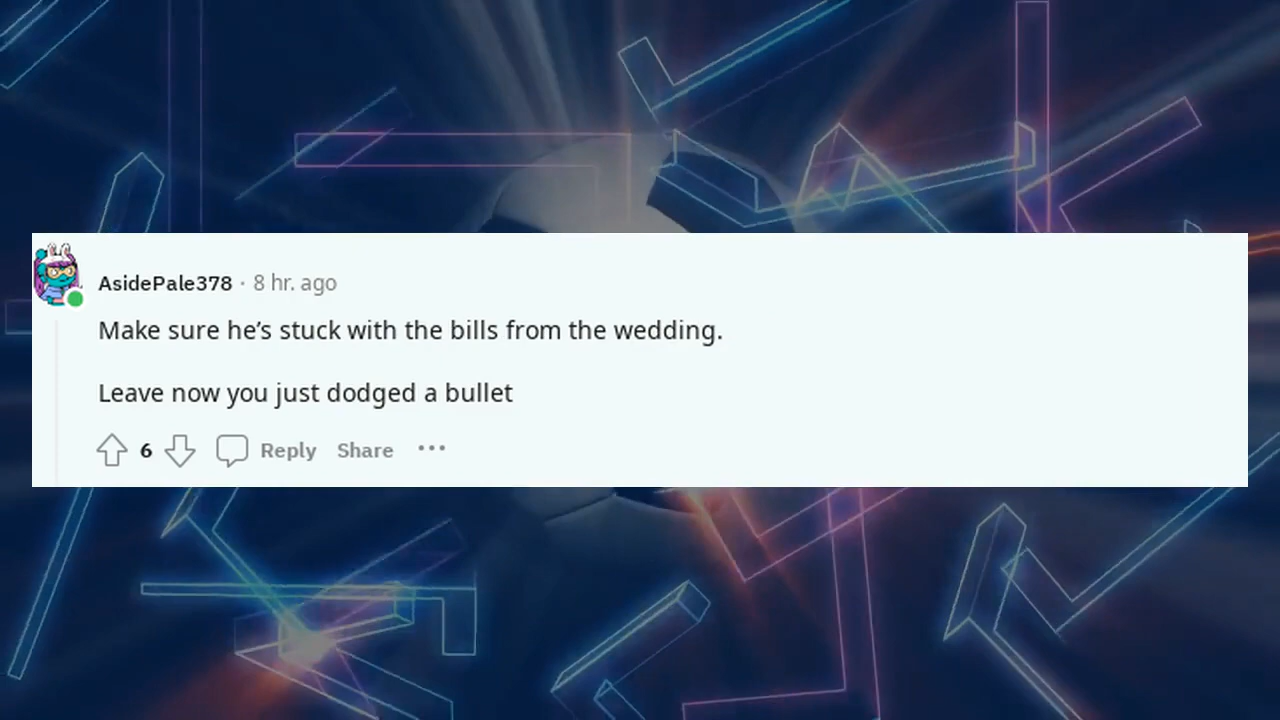 AsidePale378 · 8 hr. ago
Make sure he’s stuck with the bills from the wedding.
Leave now you just dodged a bullet
6 Reply Share ···